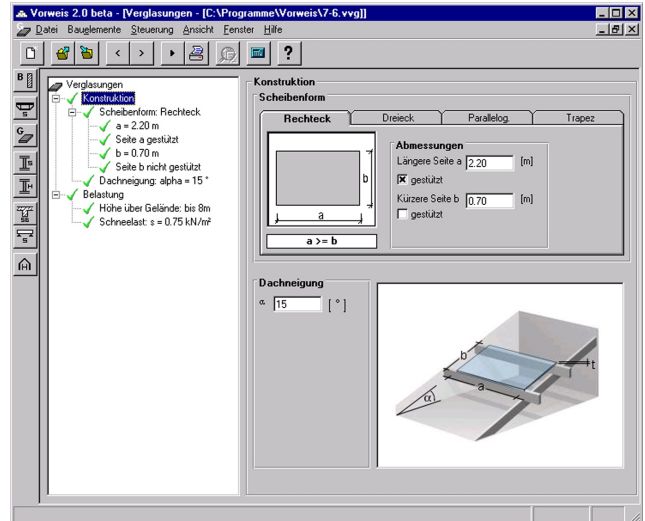 Vorweis 2.0 beta - [Verglasungen - [C:\Programme\Vorweis\7-6.vvg]]
Datei Bauglemente Steuerung Ansicht Fenster Hilfe
?
B
S
G
SE
S
Verglasungen
Konstruktion
Scheibenform: Rechteck
a = 2.20 m
Seite a gestützt
b = 0.70 m
Seite b nicht gestützt
Dachneigung: alpha = 15 °
Belastung
Höhe über Gelände: bis 8m
Schneelast: s = 0.75 kN/m²
Konstruktion
Scheibenform
Rechteck Dreieck Parallelog. Trapez
b
a
a >= b
Abmessungen
Längere Seite a 2.20 [m]
gestützt
Kürzere Seite b 0.70 [m]
gestützt
Dachneigung
α 15 [ ° ]
b
t
a
α